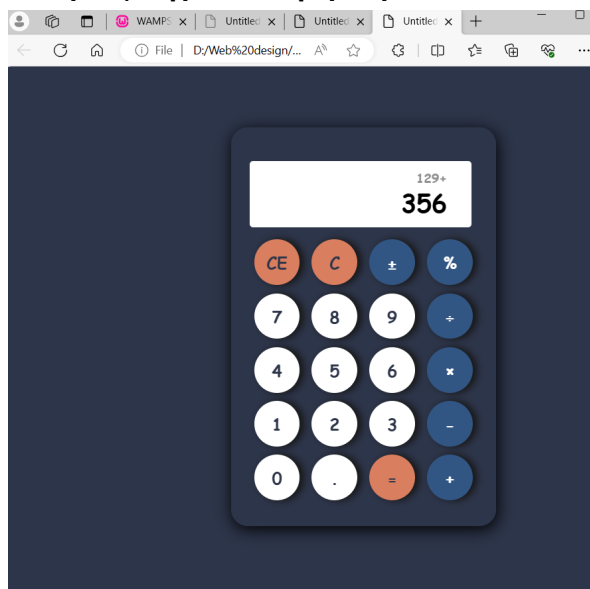 WAMPS
Untitled
Untitled
Untitled
File
D:/Web%20design/...
129+
356
CE C ± %
7 8 9 ÷
4 5 6 ×
1 2 3 −
0 . = +